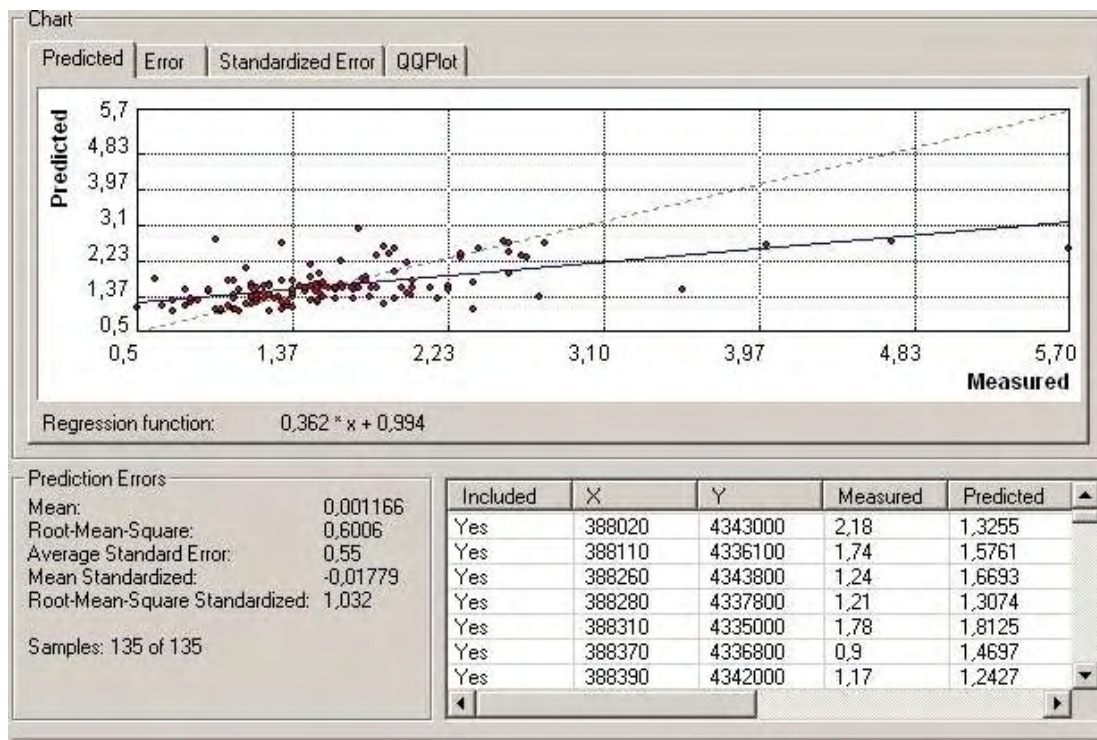 Chart
Predicted Error Standardized Error QQPlot
Predicted
5,7
4,83
3,97
3,1
2,23
1,37
0,5
0,5 1,37 2,23 3,10 3,97 4,83 5,70
Measured
Regression function: 0,362 * x + 0,994
Prediction Errors
Mean: 0,001166
Root-Mean-Square: 0,6006
Average Standard Error: 0,55
Mean Standardized: -0,01779
Root-Mean-Square Standardized: 1,032
Samples: 135 of 135
Included X Y Measured Predicted
Yes 388020 4343000 2,18 1,3255
Yes 388110 4336100 1,74 1,5761
Yes 388260 4343800 1,24 1,6693
Yes 388280 4337800 1,21 1,3074
Yes 388310 4335000 1,78 1,8125
Yes 388370 4336800 0,9 1,4697
Yes 388390 4342000 1,17 1,2427